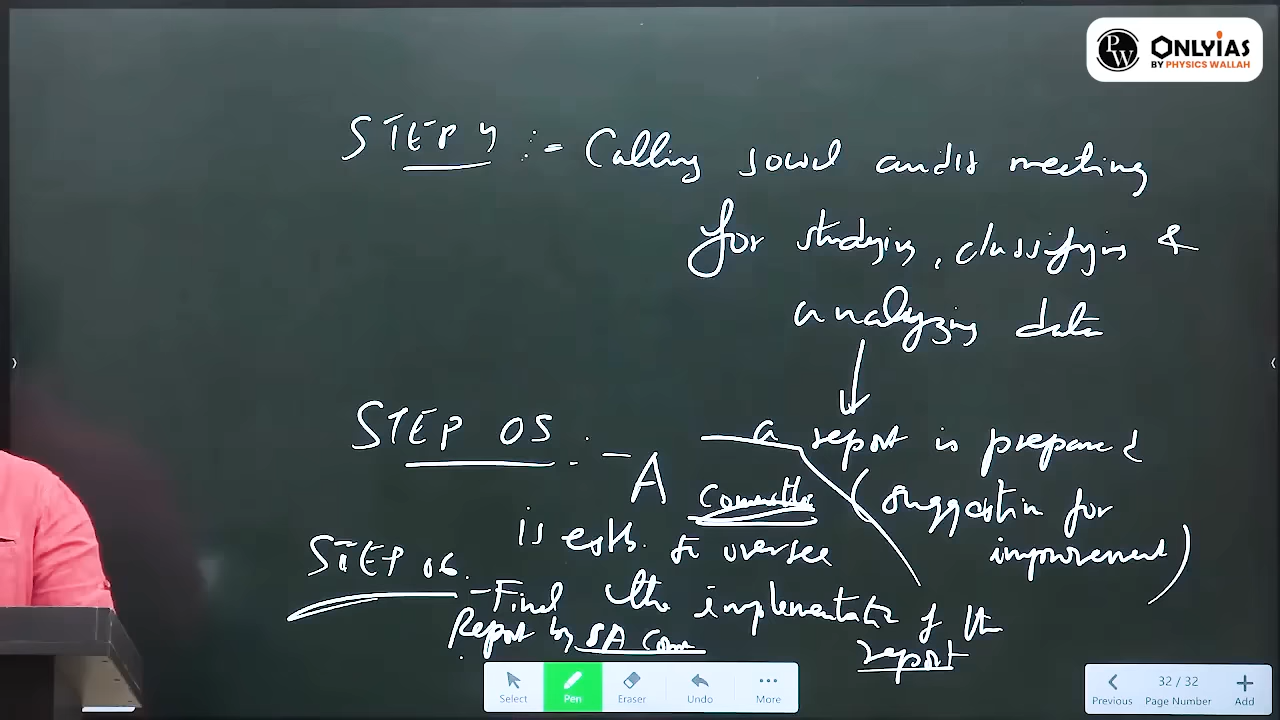 PW
ONLYIAS
BY PHYSICS WALLAH
STEP 4 :- Calling social audit meeting
for studying, classifying &
analyzing data
a report is prepared
(suggestion for
improvement)
STEP 05 :- A Committee
is estb. to oversee
the implementation of the
report
STEP 06 - Final
Report by SA Comm
Select
Pen
Eraser
Undo
More
Previous
32 / 32
Page Number
Add